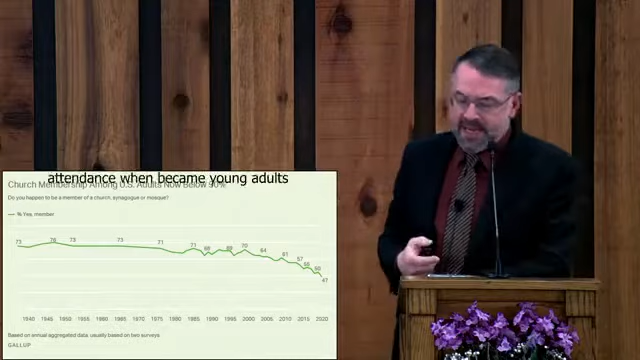 attendance when became young adults
Church Membership Among U.S. Adults Now Below 50%
Do you happen to be a member of a church, synagogue or mosque?
% Yes, member
73 76 73 73 71 71 68 69 70 64 61 57 55 50 47
1940 1945 1950 1955 1960 1965 1970 1975 1980 1985 1990 1995 2000 2005 2010 2015 2020
Based on annual aggregated data, usually based on two surveys
GALLUP